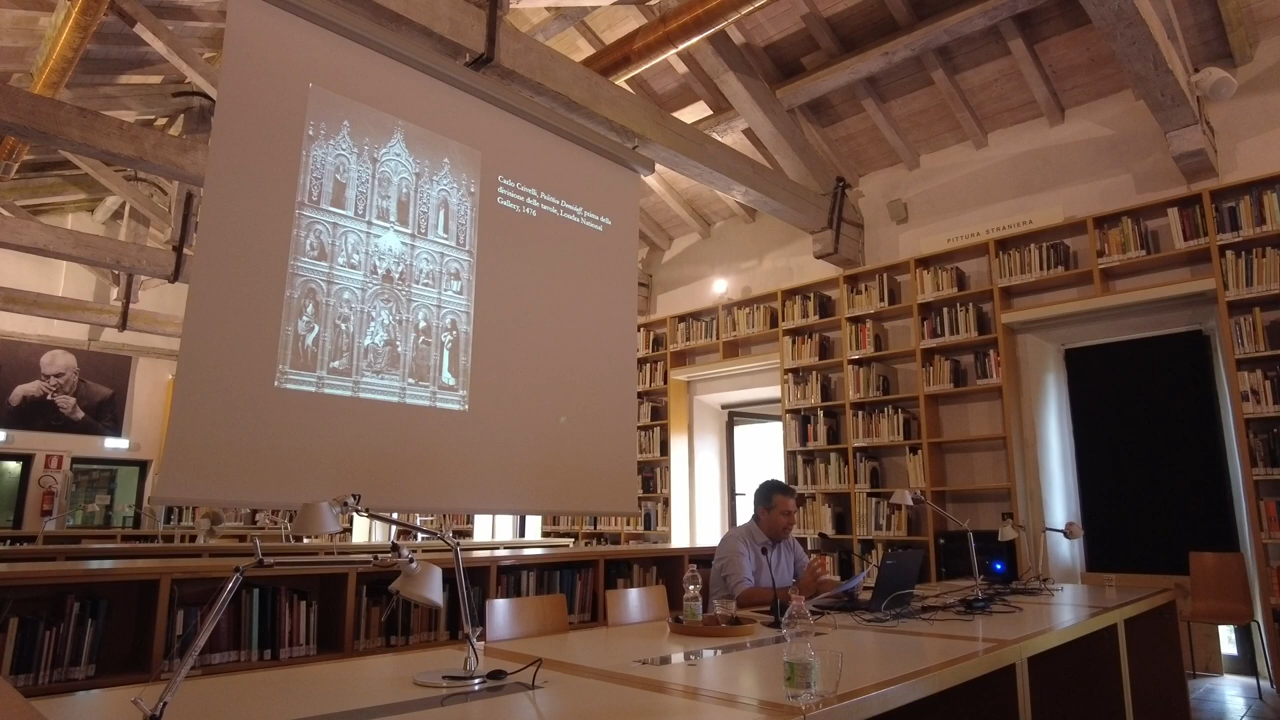 Carlo Crivelli, Polittico Demidoff, prima della
divisione delle tavole, Londra National
Gallery, 1476
PITTURA STRANIERA